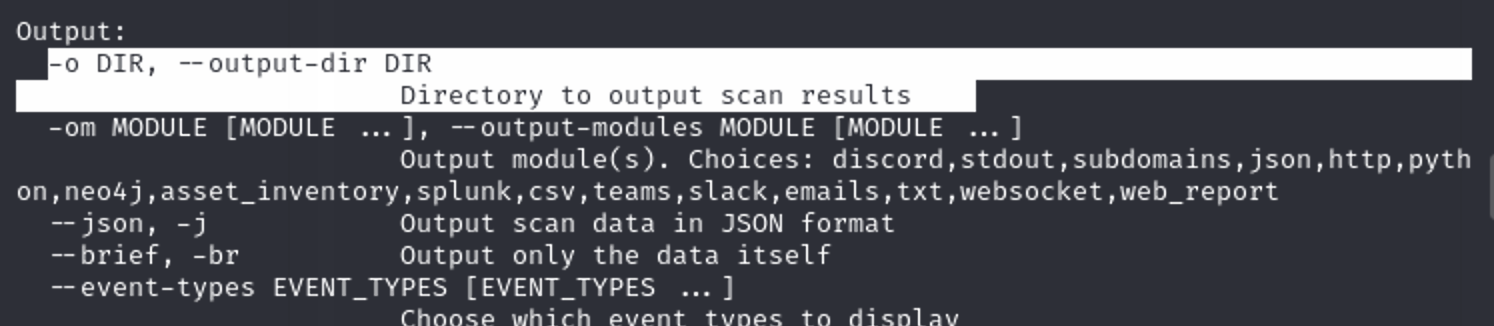 Output:
-o DIR, --output-dir DIR
Directory to output scan results
-om MODULE [MODULE ...], --output-modules MODULE [MODULE ...]
Output module(s). Choices: discord,stdout,subdomains,json,http,pyth
on,neo4j,asset_inventory,splunk,csv,teams,slack,emails,txt,websocket,web_report
--json, -j Output scan data in JSON format
--brief, -br Output only the data itself
--event-types EVENT_TYPES [EVENT_TYPES ...]
Choose which event types to display